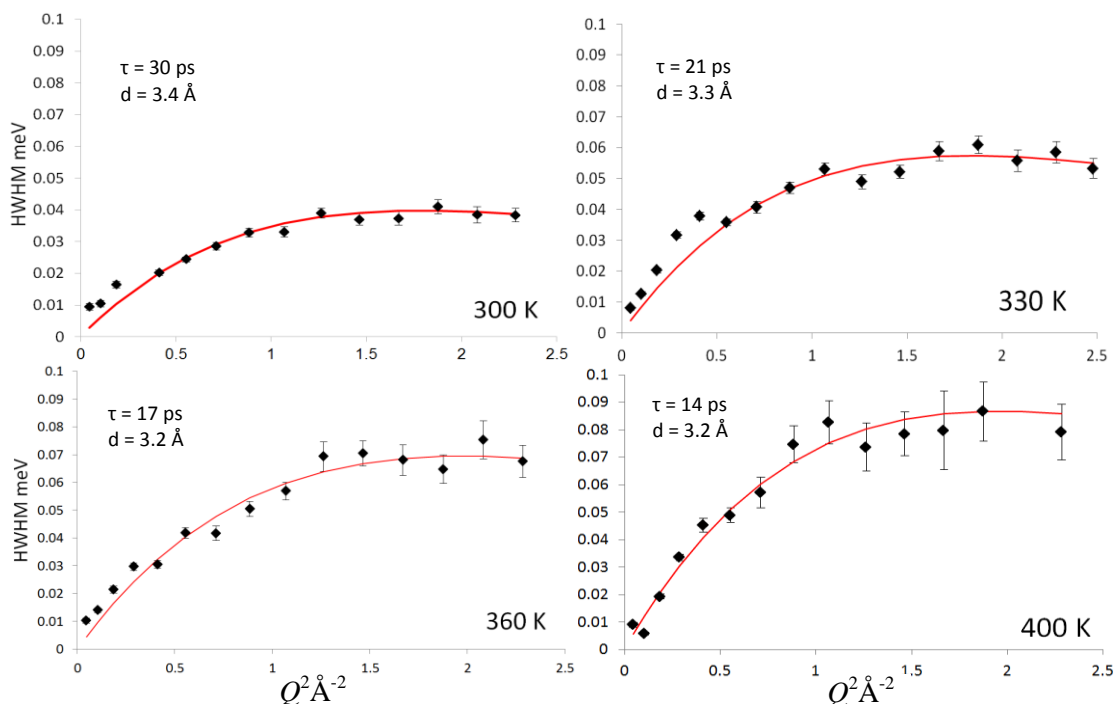 0.1
0.09
0.08
0.07
0.06
0.05
0.04
0.03
0.02
0.01
0
HWHM meV
τ = 30 ps
d = 3.4 Å
300 K
0 0.5 1 1.5 2 2.5
0.1
0.09
0.08
0.07
0.06
0.05
0.04
0.03
0.02
0.01
0
τ = 21 ps
d = 3.3 Å
330 K
0 0.5 1 1.5 2 2.5
0.1
0.09
0.08
0.07
0.06
0.05
0.04
0.03
0.02
0.01
0
HWHM meV
τ = 17 ps
d = 3.2 Å
360 K
0 0.5 1 1.5 2 2.5
Q²Å⁻²
0.1
0.09
0.08
0.07
0.06
0.05
0.04
0.03
0.02
0.01
0
τ = 14 ps
d = 3.2 Å
400 K
0 0.5 1 1.5 2 2.5
Q²Å⁻²